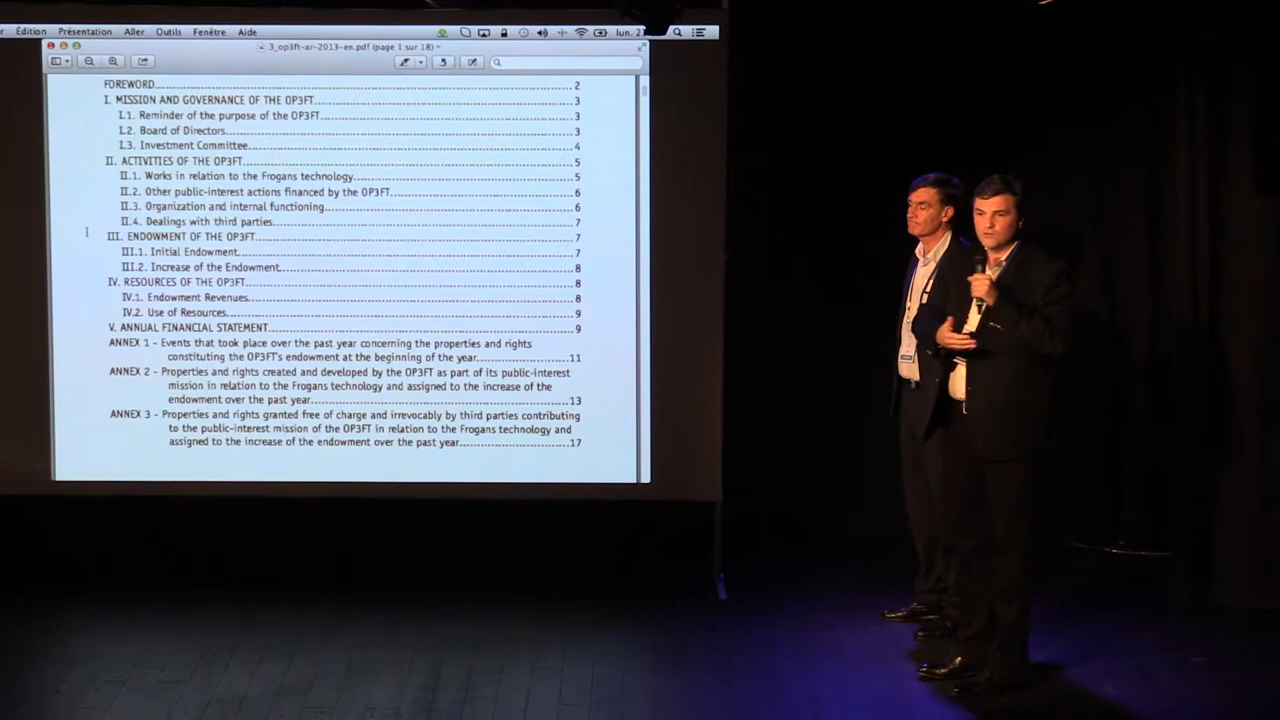 Édition Présentation Aller Outils Fenêtre Aide lun.
3_op3ft-ar-2013-en.pdf (page 1 sur 18)
FOREWORD 2
I. MISSION AND GOVERNANCE OF THE OP3FT 3
I.1. Reminder of the purpose of the OP3FT 3
I.2. Board of Directors 3
I.3. Investment Committee 4
II. ACTIVITIES OF THE OP3FT 5
II.1. Works in relation to the Frogans technology 5
II.2. Other public-interest actions financed by the OP3FT 6
II.3. Organization and internal functioning 6
II.4. Dealings with third parties 7
III. ENDOWMENT OF THE OP3FT 7
III.1. Initial Endowment 7
III.2. Increase of the Endowment 8
IV. RESOURCES OF THE OP3FT 8
IV.1. Endowment Revenues 8
IV.2. Use of Resources 9
V. ANNUAL FINANCIAL STATEMENT 9
ANNEX 1 - Events that took place over the past year concerning the properties and rights
constituting the OP3FT's endowment at the beginning of the year 11
ANNEX 2 - Properties and rights created and developed by the OP3FT as part of its public-interest
mission in relation to the Frogans technology and assigned to the increase of the
endowment over the past year 13
ANNEX 3 - Properties and rights granted free of charge and irrevocably by third parties contributing
to the public-interest mission of the OP3FT in relation to the Frogans technology and
assigned to the increase of the endowment over the past year 17